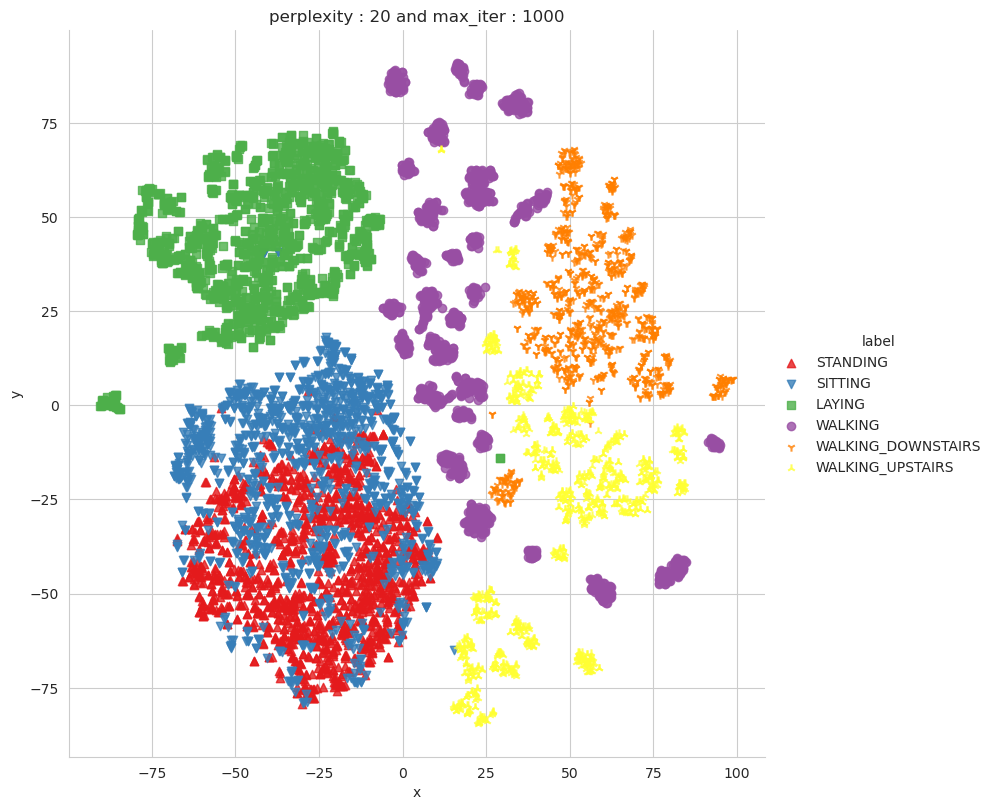 perplexity : 20 and max_iter : 1000
y
75
50
25
0
−25
−50
−75
−75
−50
−25
0
25
50
75
100
x
label
STANDING
SITTING
LAYING
WALKING
WALKING_DOWNSTAIRS
WALKING_UPSTAIRS